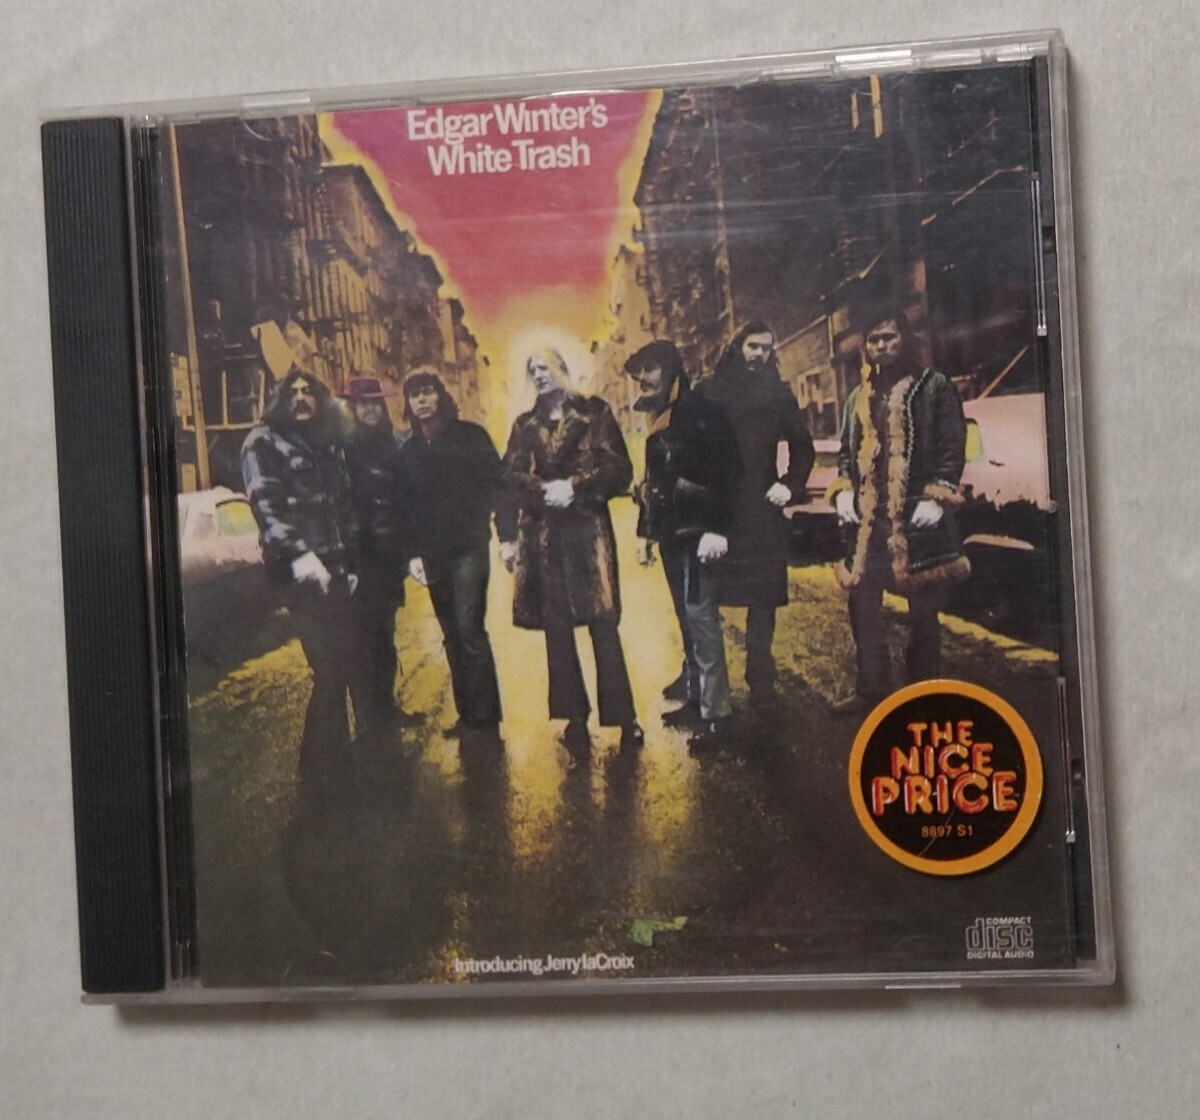 Edgar Winter's
White Trash
THE
NICE
PRICE
8897 S1
COMPACT
disc
DIGITAL AUDIO
Introducing Jerry laCroix